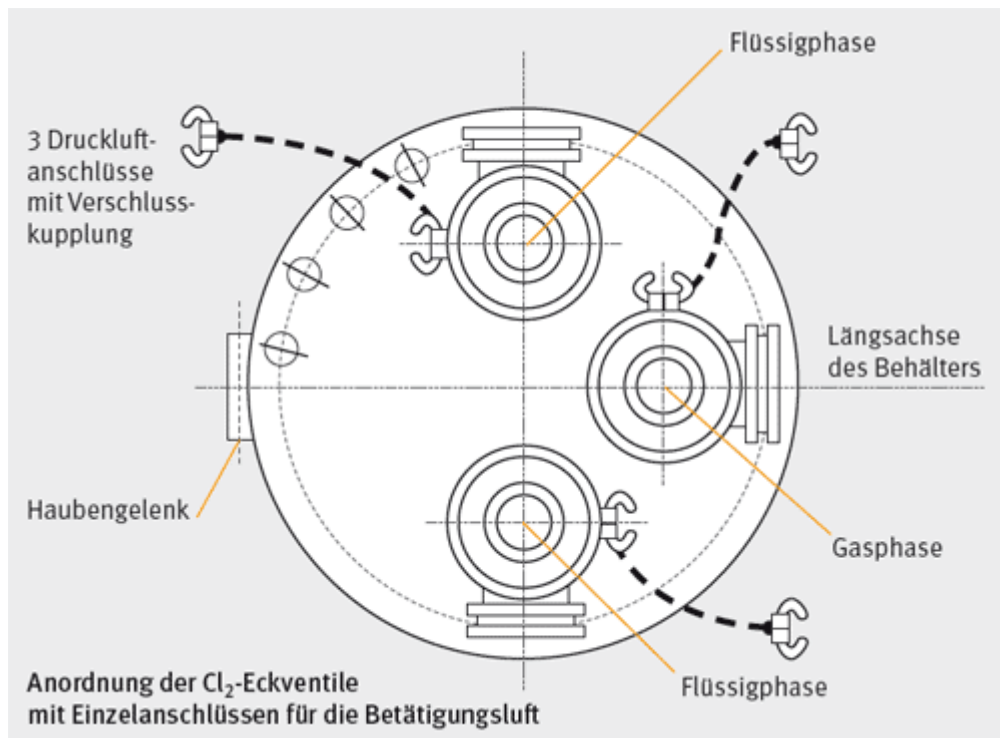 Flüssigphase
3 Druckluft-
anschlüsse
mit Verschluss-
kupplung
Längsachse
des Behälters
Haubengelenk
Gasphase
Flüssigphase
Anordnung der Cl₂-Eckventile
mit Einzelanschlüssen für die Betätigungsluft